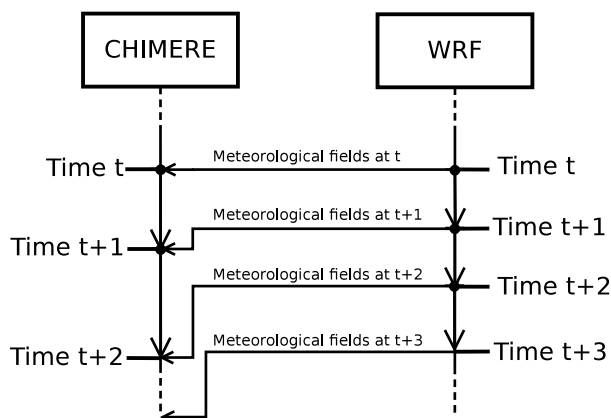 CHIMERE
WRF
Time t
Meteorological fields at t
Time t
Time t+1
Meteorological fields at t+1
Time t+1
Meteorological fields at t+2
Time t+2
Time t+2
Meteorological fields at t+3
Time t+3